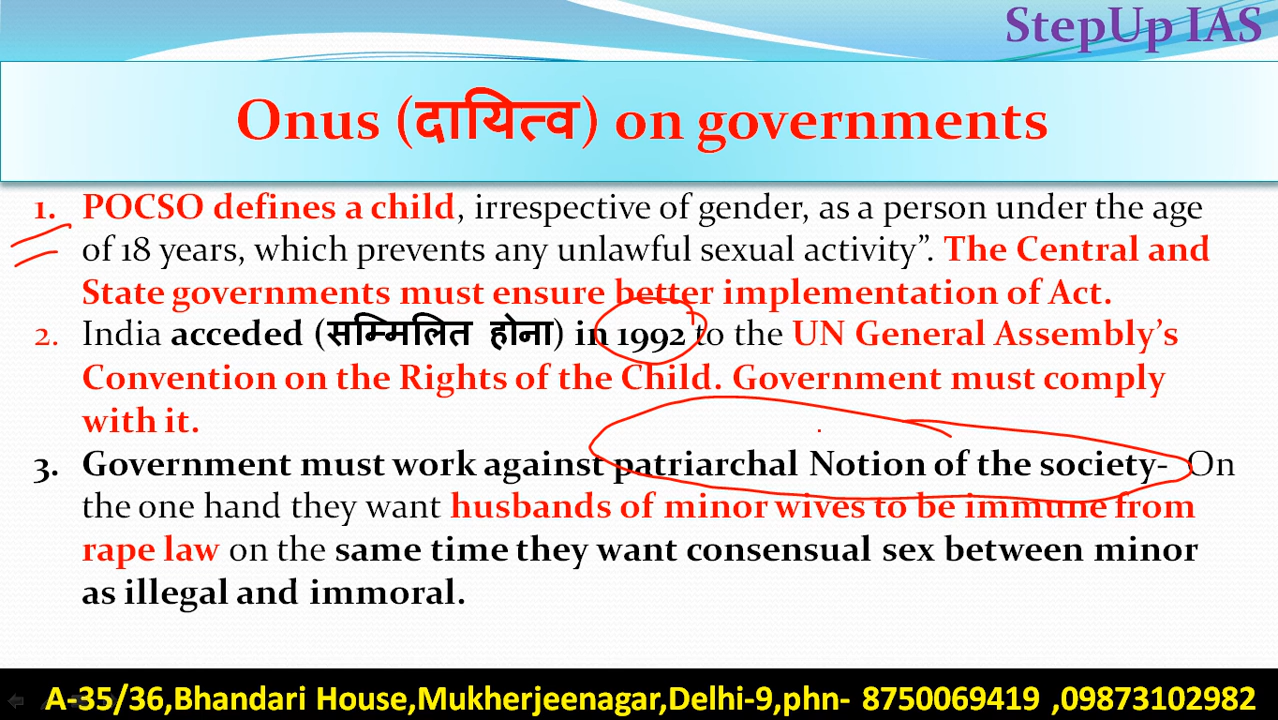 StepUp IAS
Onus (दायित्व) on governments
1. POCSO defines a child, irrespective of gender, as a person under the age
of 18 years, which prevents any unlawful sexual activity”. The Central and
State governments must ensure better implementation of Act.
2. India acceded (सम्मिलित होना) in 1992 to the UN General Assembly’s
Convention on the Rights of the Child. Government must comply
with it.
3. Government must work against patriarchal Notion of the society- On
the one hand they want husbands of minor wives to be immune from
rape law on the same time they want consensual sex between minor
as illegal and immoral.
A-35/36,Bhandari House,Mukherjeenagar,Delhi-9,phn- 8750069419 ,09873102982